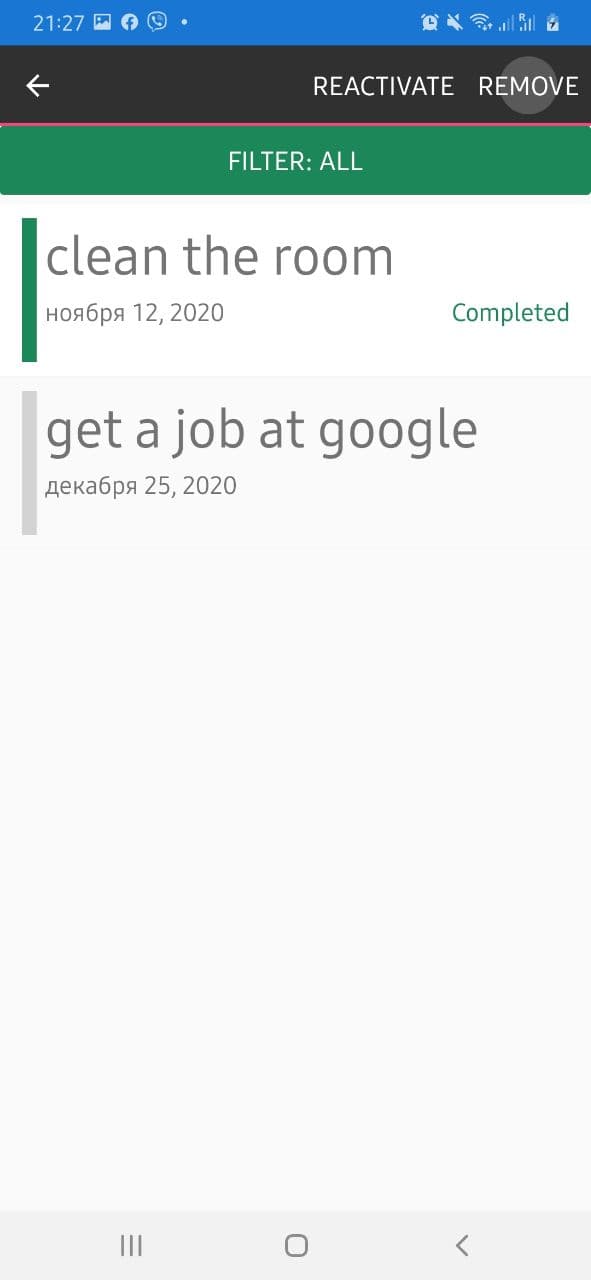 21:27
REACTIVATE REMOVE
FILTER: ALL
clean the room
ноября 12, 2020 Completed
get a job at google
декабря 25, 2020